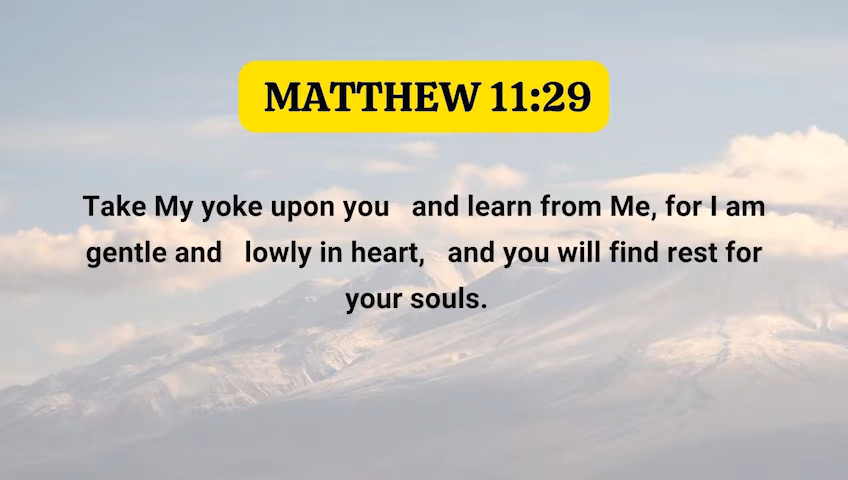 MATTHEW 11:29
Take My yoke upon you and learn from Me, for I am
gentle and lowly in heart, and you will find rest for
your souls.